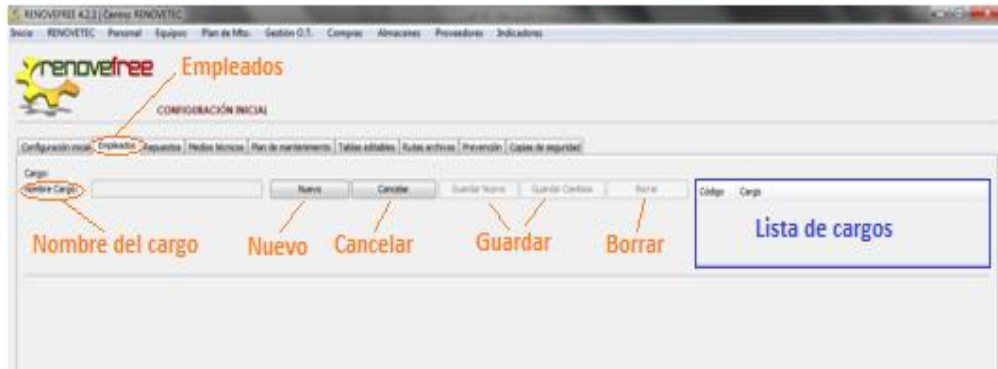 RENOVEFREE 4.2.3 | Centro: RENOVETEC
Inicio RENOVETEC Personal Equipos Plan de Mto. Gestión O.T. Compras Almacenes Proveedores Indicadores
renovefree
Empleados
CONFIGURACIÓN INICIAL
Configuración inicial Empleados Repuestos Medios técnicos Plan de mantenimiento Tablas editables Rutas archivos Prevención Copias de seguridad
Cargo
Nombre Cargo Nuevo Cancelar Guardar Nuevo Guardar Cambios Borrar Código Cargo
Nombre del cargo Nuevo Cancelar Guardar Borrar Lista de cargos